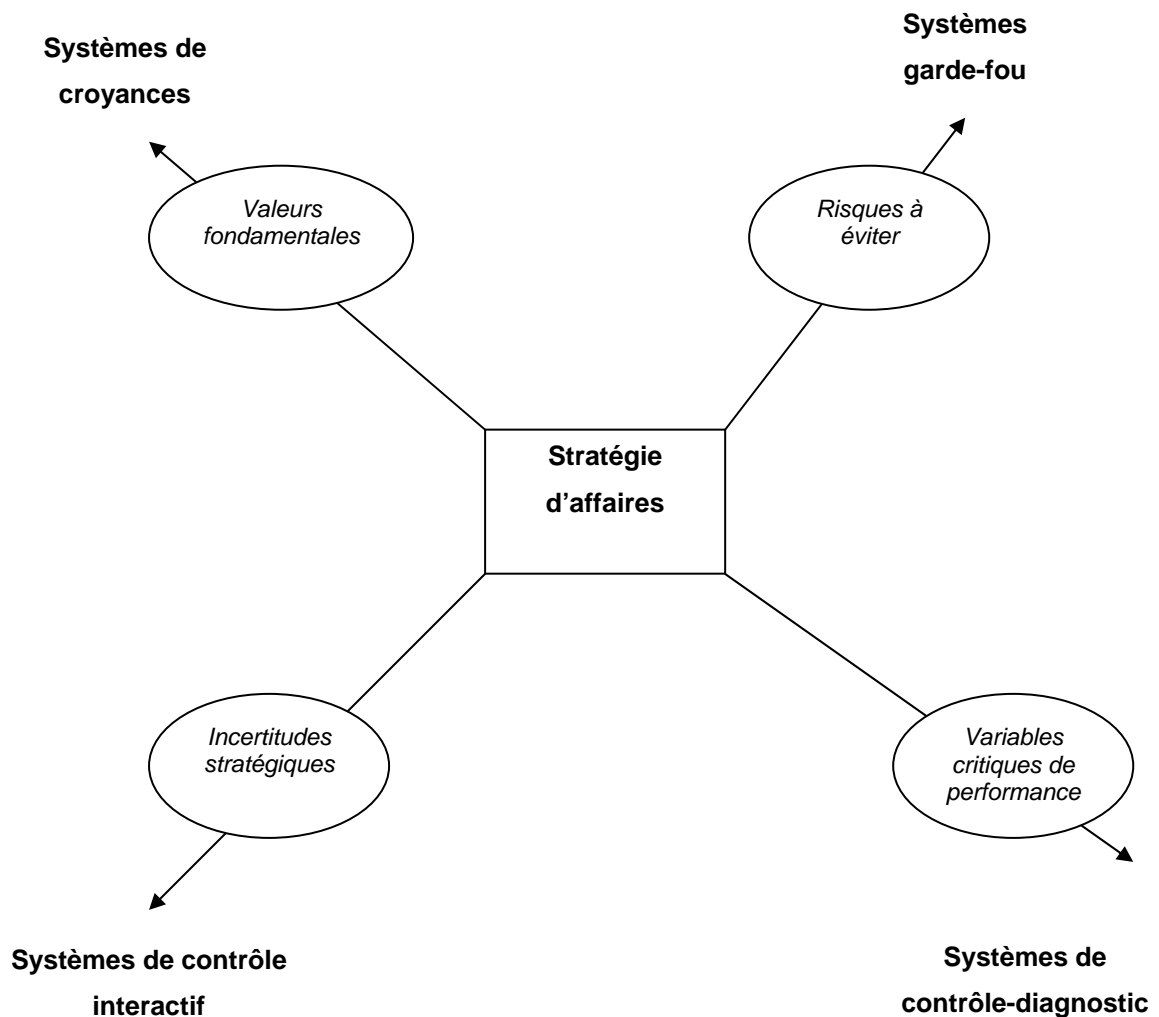 Systèmes de
croyances
Systèmes
garde-fou
Valeurs
fondamentales
Risques à
éviter
Stratégie
d’affaires
Incertitudes
stratégiques
Variables
critiques de
performance
Systèmes de contrôle
interactif
Systèmes de
contrôle-diagnostic